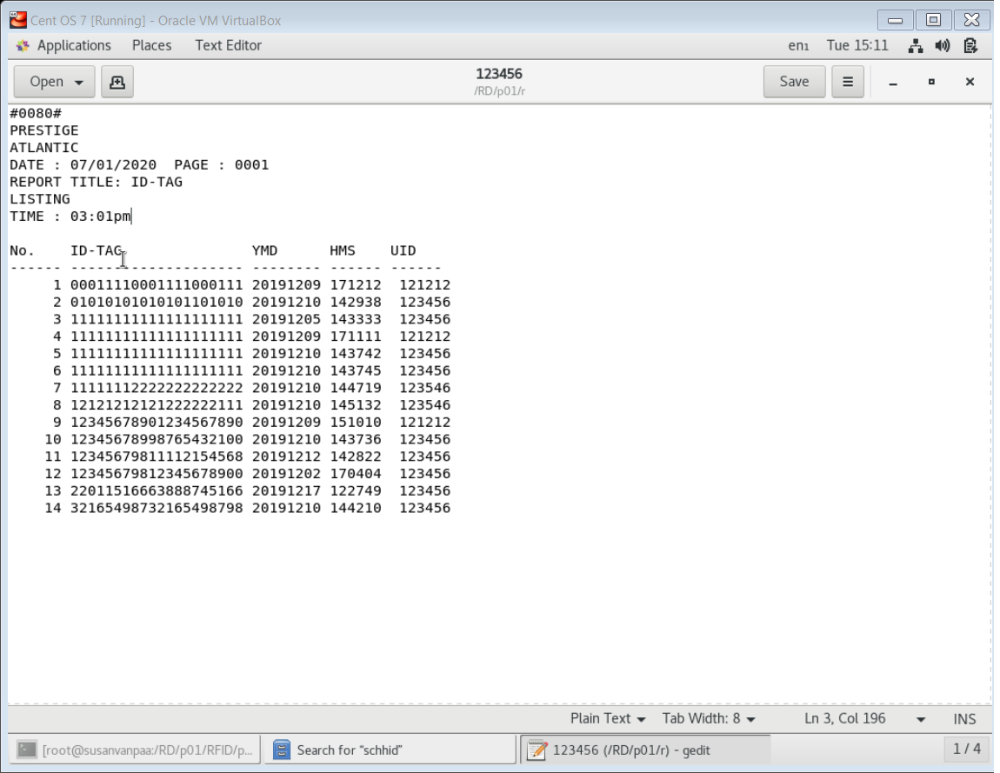 Cent OS 7 [Running] - Oracle VM VirtualBox
Applications Places Text Editor en1 Tue 15:11
Open 123456 Save
/RD/p01/r
#0080#
PRESTIGE
ATLANTIC
DATE : 07/01/2020  PAGE : 0001
REPORT TITLE: ID-TAG
LISTING
TIME : 03:01pm
No.    ID-TAG               YMD      HMS    UID
------ -------------------- -------- ------ ------
     1 00011110001111000111 20191209 171212  121212
     2 01010101010101101010 20191210 142938  123456
     3 11111111111111111111 20191205 143333  123456
     4 11111111111111111111 20191209 171111  121212
     5 11111111111111111111 20191210 143742  123456
     6 11111111111111111111 20191210 143745  123456
     7 11111112222222222222 20191210 144719  123546
     8 12121212121222222111 20191210 145132  123546
     9 12345678901234567890 20191209 151010  121212
    10 12345678998765432100 20191210 143736  123456
    11 12345679811112154568 20191212 142822  123456
    12 12345679812345678900 20191202 170404  123456
    13 22011516663888745166 20191217 122749  123456
    14 32165498732165498798 20191210 144210  123456
Plain Text Tab Width: 8 Ln 3, Col 196 INS
[root@susanvanpaa:/RD/p01/RFID/p... Search for “schhid” 123456 (/RD/p01/r) - gedit 1 / 4